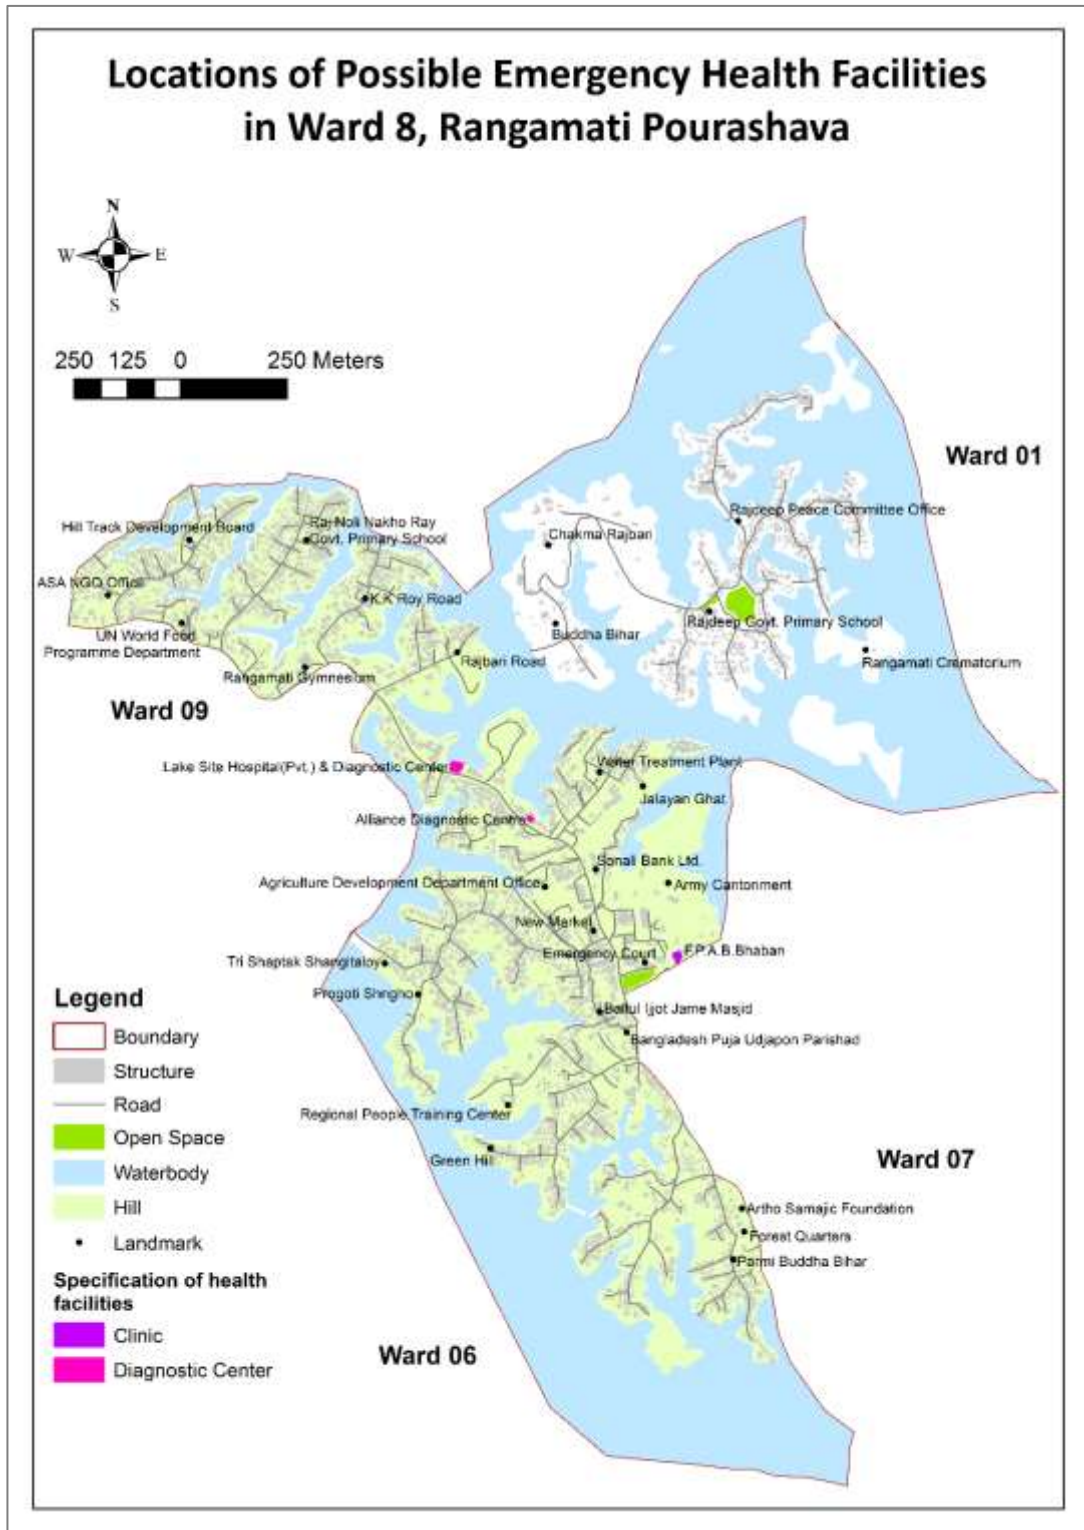 Locations of Possible Emergency Health Facilities
in Ward 8, Rangamati Pourashava
N
W E
S
250 125 0 250 Meters
Ward 01
Hill Track Development Board
Raj Noli Nakho Ray
Govt. Primary School
Rajdeep Peace Committee Office
Chakma Rajbari
ASA NGO Office
K.K Roy Road
Rajdeep Govt. Primary School
UN World Food
Programme Department
Buddha Bihar
Rajbari Road
Rangamati Crematorium
Rangamati Gymnesium
Ward 09
Lake Site Hospital(Pvt.) & Diagnostic Center
Water Treatment Plant
Jalayan Ghat
Alliance Diagnostic Centre
Sonali Bank Ltd.
Agriculture Development Department Office
Army Cantonment
New Market
Emergency Court
F.P.A.B.Bhaban
Tri Shaptak Shangitaloy
Progoti Shngho
Baitul Ijjot Jame Masjid
Bangladesh Puja Udjapon Parishad
Legend
Boundary
Structure
Road
Open Space
Waterbody
Hill
Landmark
Specification of health
facilities
Clinic
Diagnostic Center
Regional People Training Center
Green Hill
Ward 07
Artho Samajic Foundation
Forest Quarters
Parmi Buddha Bihar
Ward 06